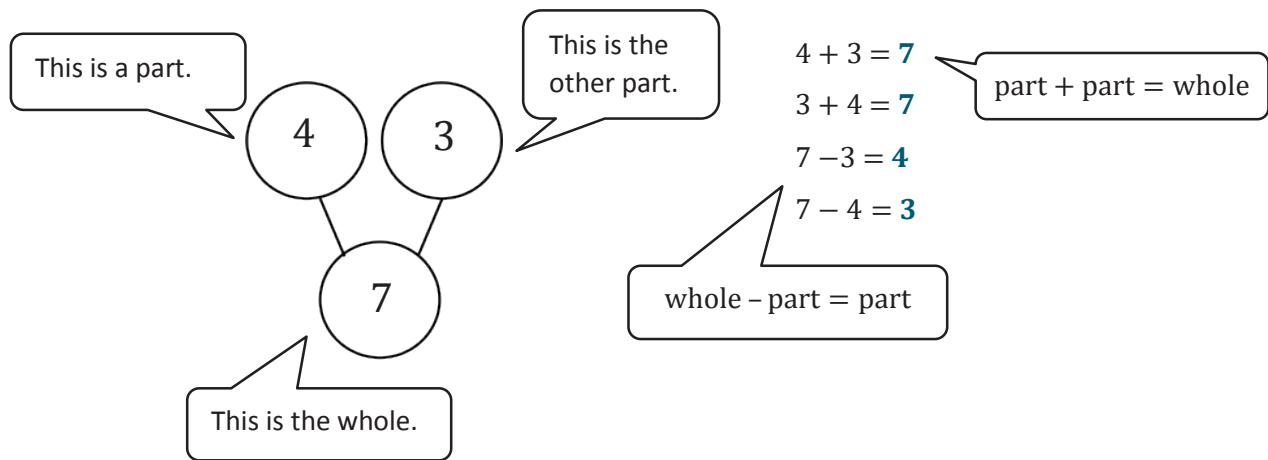 This is a part.
4
3
This is the
other part.
7
This is the whole.
4 + 3 = 7
3 + 4 = 7
7 −3 = 4
7 − 4 = 3
part + part = whole
whole – part = part